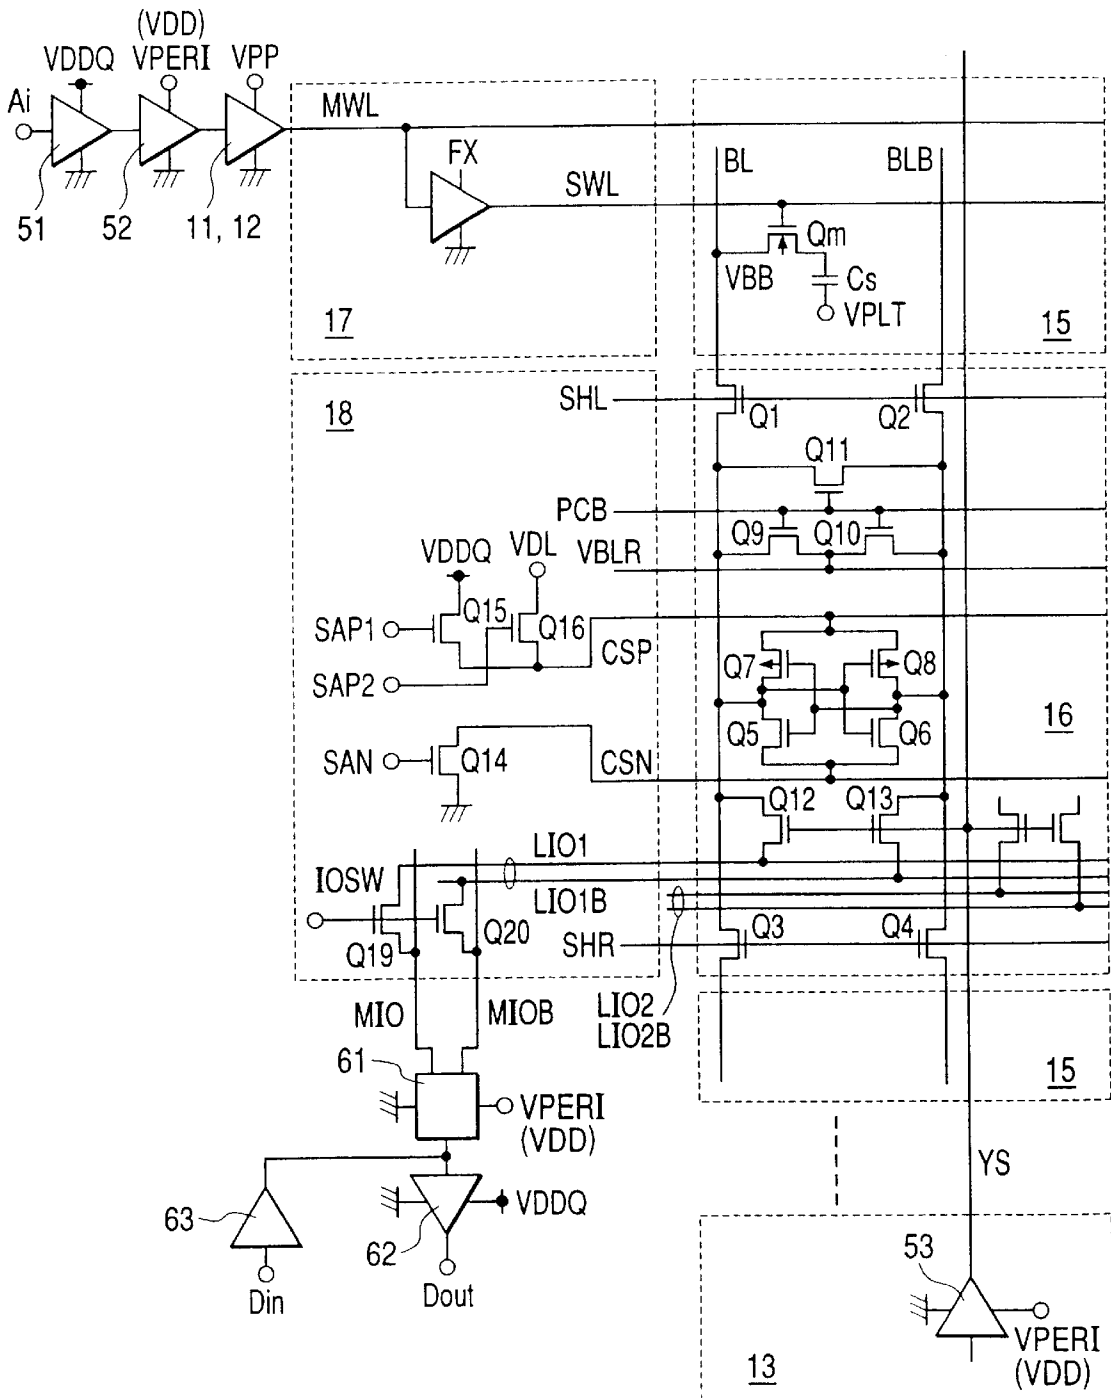 (VDD)
VDDQ VPERI VPP
Ai
51 52 11, 12
MWL
FX
SWL
17
BL BLB
Qm
VBB Cs
VPLT
15
18
SHL Q1 Q2
Q11
PCB
Q9 Q10
VBLR
VDDQ VDL
SAP1 Q15 Q16
CSP
SAP2
Q7 Q8
Q5 Q6
16
SAN Q14 CSN
Q12 Q13
LIO1
IOSW
LIO1B
Q19 Q20
SHR Q3 Q4
MIO MIOB
LIO2
LIO2B
61
VPERI
(VDD)
15
YS
63 62 VDDQ
Din Dout
53
VPERI
(VDD)
13